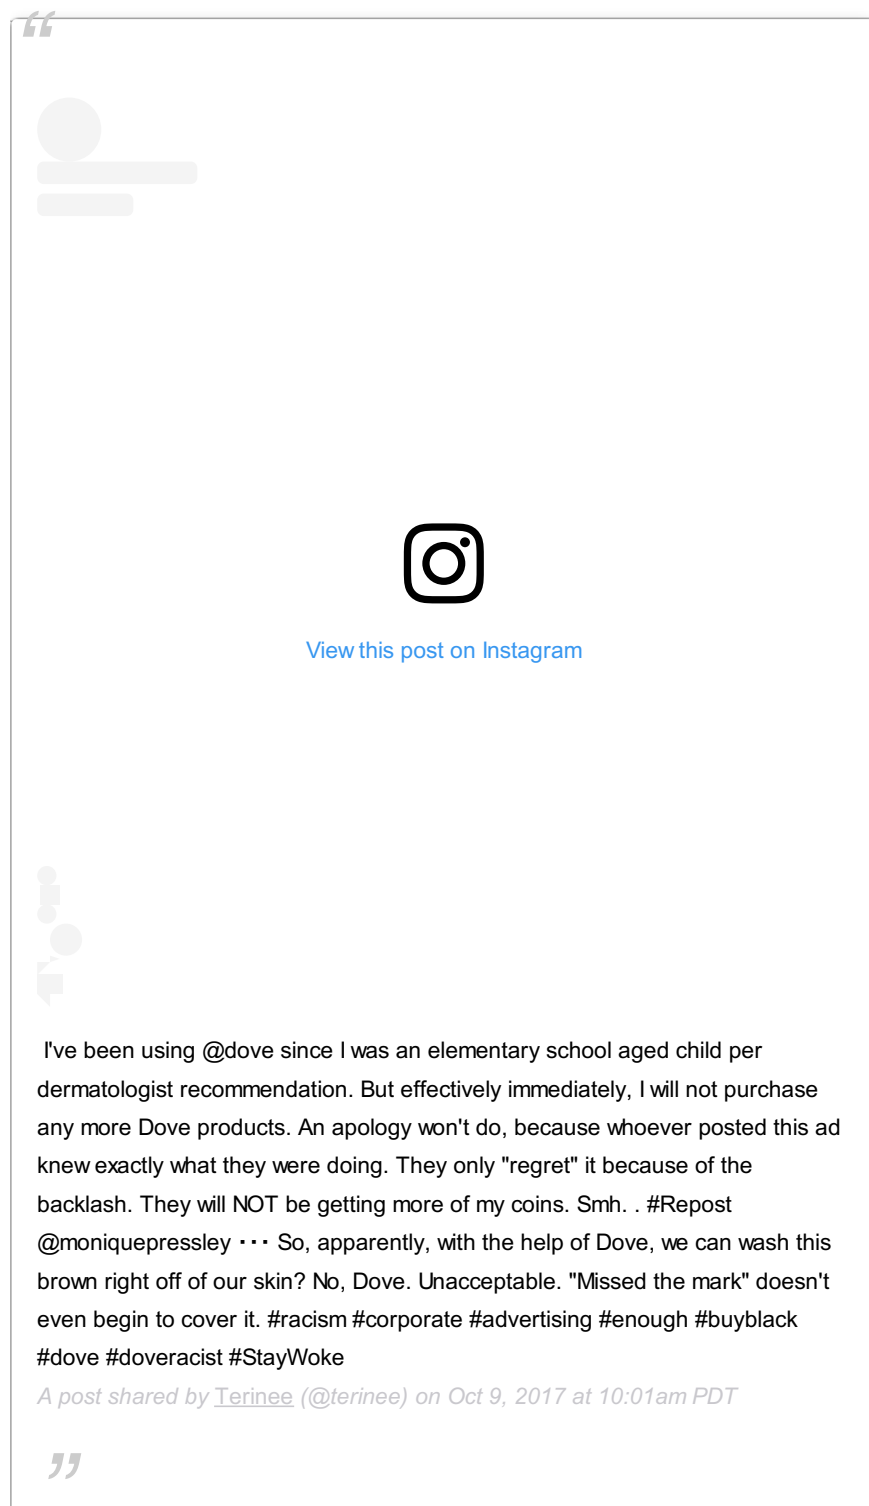 “
View this post on Instagram
I've been using @dove since I was an elementary school aged child per
dermatologist recommendation. But effectively immediately, I will not purchase
any more Dove products. An apology won't do, because whoever posted this ad
knew exactly what they were doing. They only "regret" it because of the
backlash. They will NOT be getting more of my coins. Smh. . #Repost
@moniquepressley ・・・ So, apparently, with the help of Dove, we can wash this
brown right off of our skin? No, Dove. Unacceptable. "Missed the mark" doesn't
even begin to cover it. #racism #corporate #advertising #enough #buyblack
#dove #doveracist #StayWoke
A post shared by Terinee (@terinee) on Oct 9, 2017 at 10:01am PDT
”